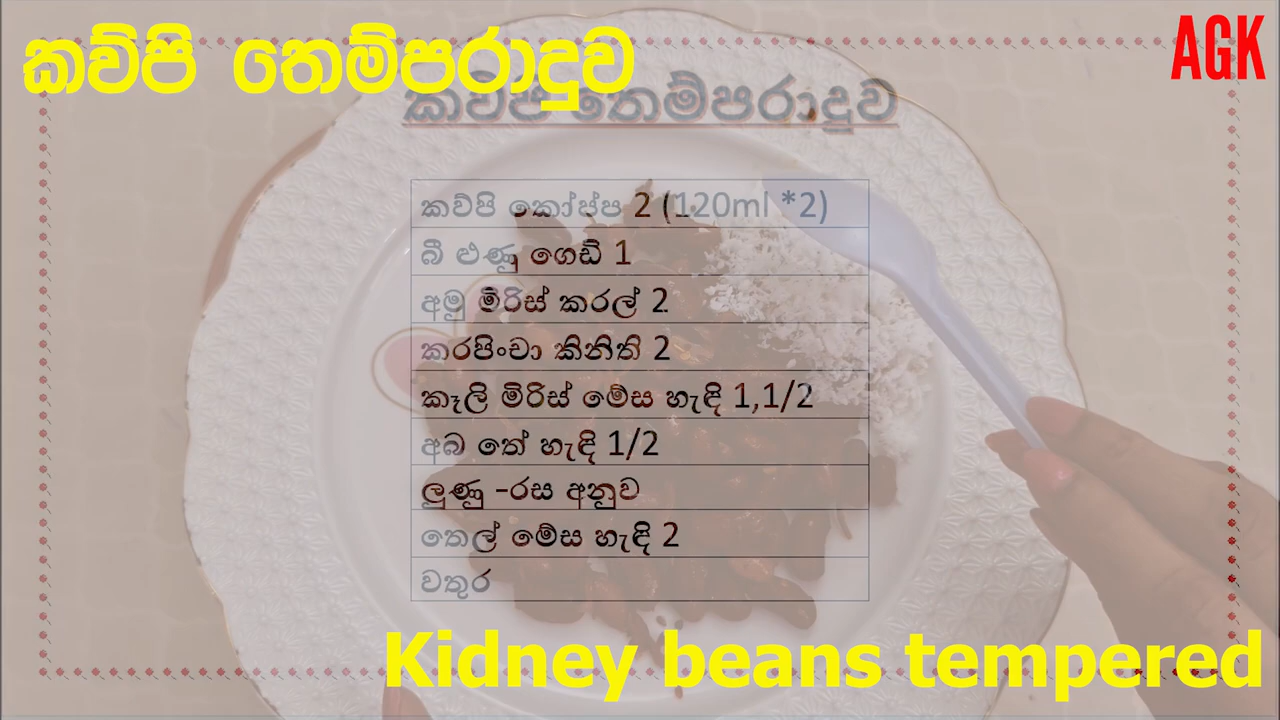 කව්පි තෙම්පරාදුව
AGK
කව්පි තෙම්පරාදුව
කව්පි කෝප්ප 2 (120ml *2)
බී ළුණු ගෙඩි 1
අමු මිරිස් කරල් 2
කරපිංචා කිනිති 2
කෑලි මිරිස් මේස හැඳි 1,1/2
අබ තේ හැඳි 1/2
ලුණු -රස අනුව
තෙල් මේස හැඳි 2
වතුර
Kidney beans tempered